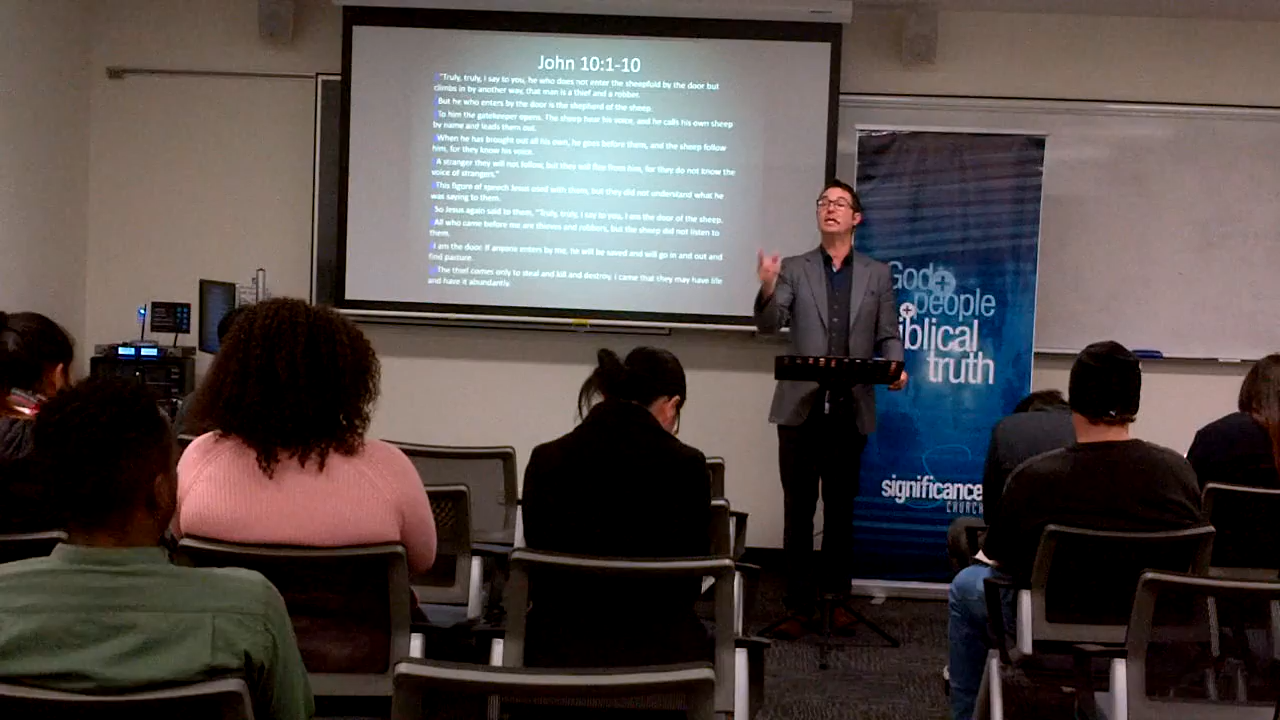 John 10:1-10
"Truly, truly, I say to you, he who does not enter the sheepfold by the door but
climbs in by another way, that man is a thief and a robber.
But he who enters by the door is the shepherd of the sheep.
To him the gatekeeper opens. The sheep hear his voice, and he calls his own sheep
by name and leads them out.
When he has brought out all his own, he goes before them, and the sheep follow
him, for they know his voice.
A stranger they will not follow, but they will flee from him, for they do not know the
voice of strangers."
This figure of speech Jesus used with them, but they did not understand what he
was saying to them.
So Jesus again said to them, "Truly, truly, I say to you, I am the door of the sheep.
All who came before me are thieves and robbers, but the sheep did not listen to
them.
I am the door. If anyone enters by me, he will be saved and will go in and out and
find pasture.
The thief comes only to steal and kill and destroy. I came that they may have life
and have it abundantly.
God+
people
+iblical
truth
significance
CHURCH